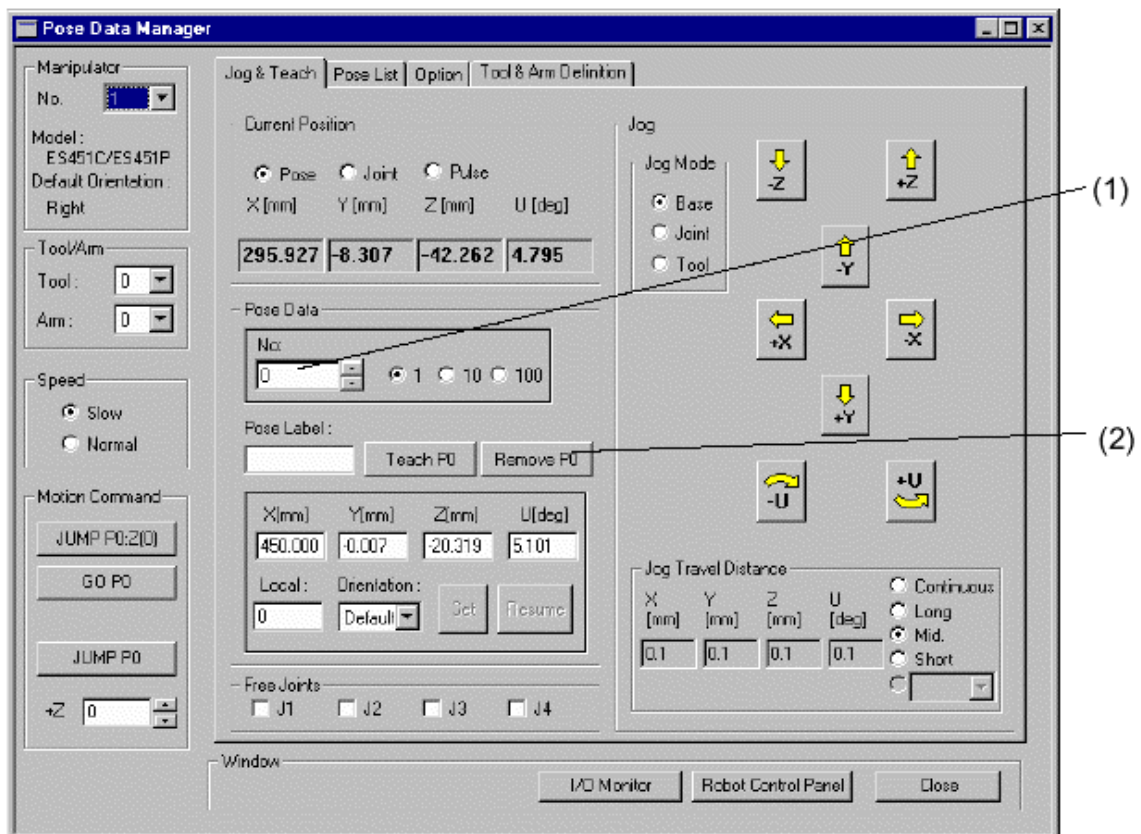 Pose Data Manager
Manipulator
No. 1
Model :
ES451C/ES451P
Default Orientation :
Right
Tool/Arm
Tool : 0
Arm : 0
Speed
Slow
Normal
Motion Command
JUMP P0:Z(0)
GO P0
JUMP P0
+Z 0
Jog & Teach Pose List Option Tool & Arm Definition
Current Position
Pose Joint Pulse
X [mm] Y [mm] Z [mm] U [deg]
295.927 -8.307 -42.262 4.795
Pose Data
No:
0 1 10 100
Pose Label :
Teach P0 Remove P0
X[mm] Y[mm] Z[mm] U[deg]
450.000 -0.007 -20.319 5.101
Local : Orientation :
0 Default Set Resume
Free Joints
J1 J2 J3 J4
Jog
Jog Mode
Base
Joint
Tool
-Z +Z
-Y
+X -X
+Y
-U +U
Jog Travel Distance
X Y Z U
[mm] [mm] [mm] [deg]
0.1 0.1 0.1 0.1
Continuous
Long
Mid.
Short
Window
I/O Monitor Robot Control Panel Close
(1)
(2)